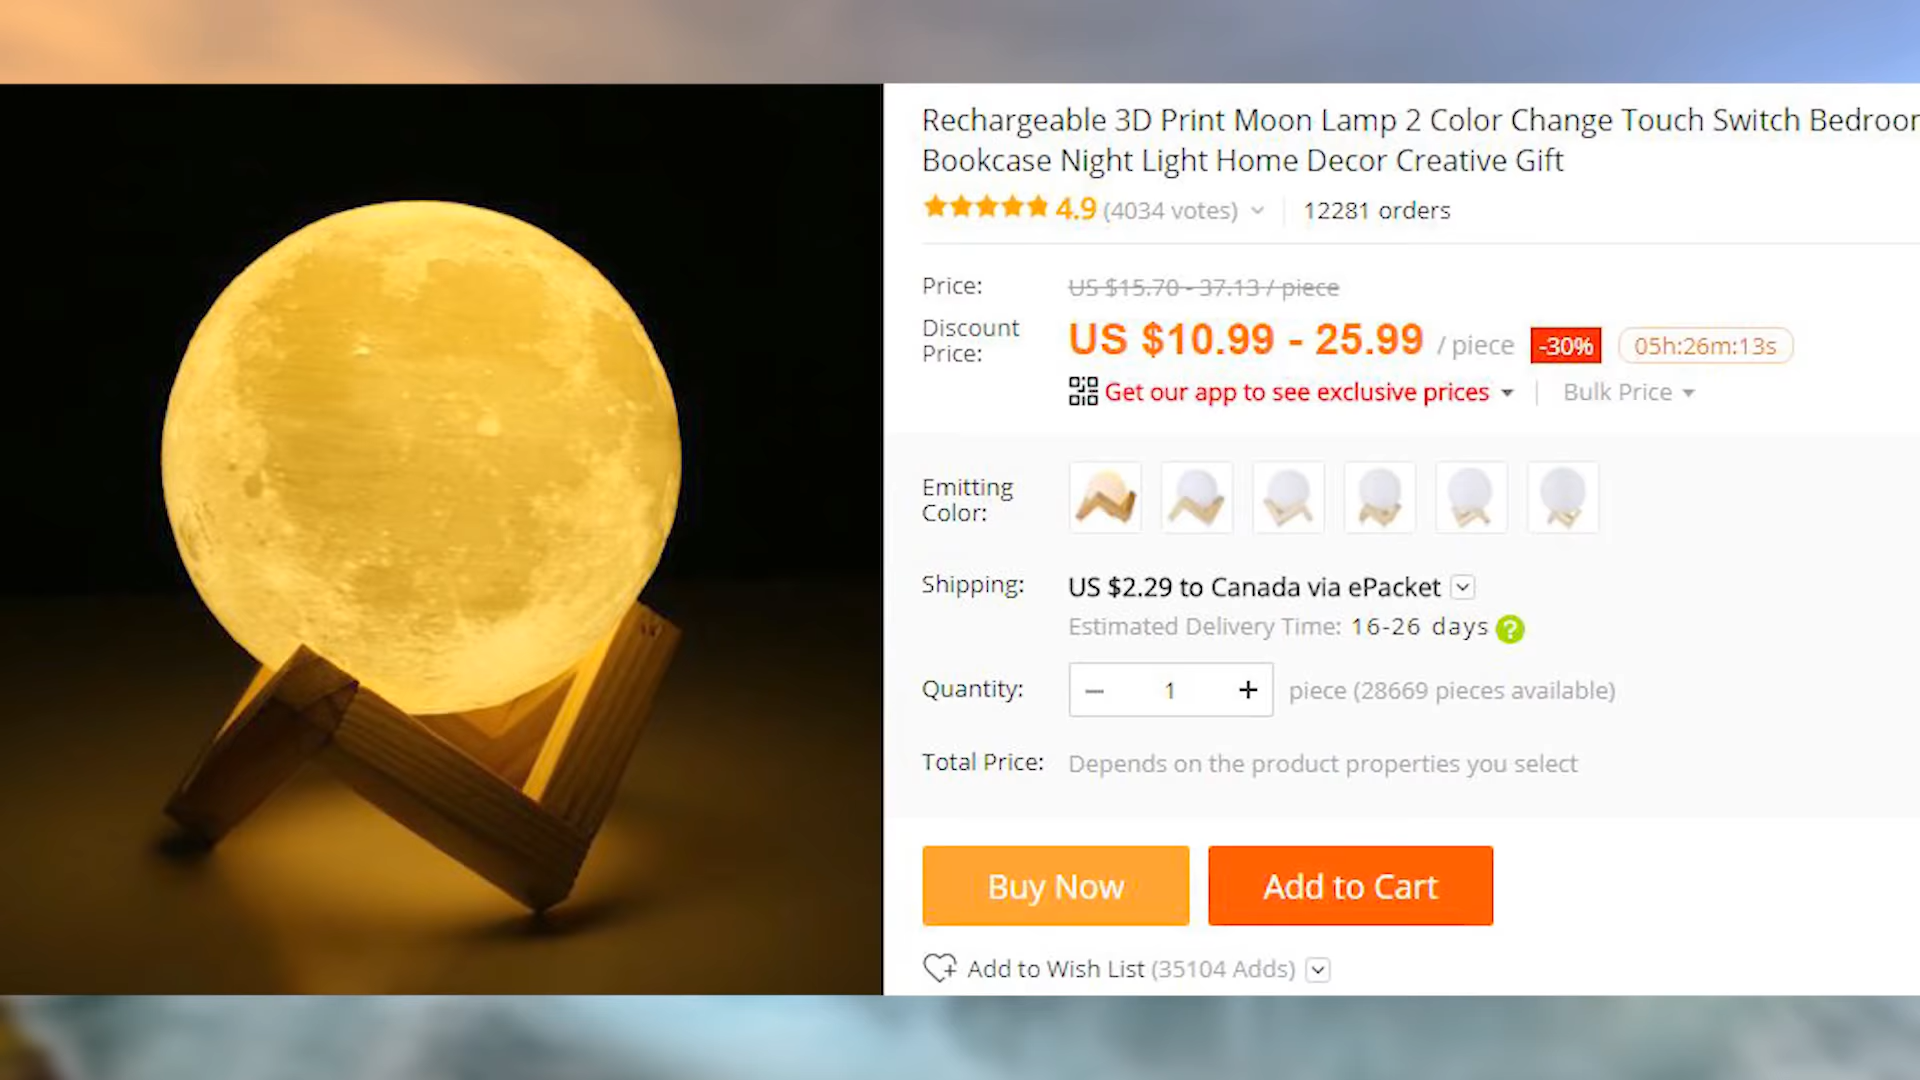 Rechargeable 3D Print Moon Lamp 2 Color Change Touch Switch
Bookcase Night Light Home Decor Creative Gift
4.9 (4034 votes) 12281 orders
Price: US $15.70 - 37.13 / piece
Discount Price: US $10.99 - 25.99 / piece -30% 05h:26m:13s
Get our app to see exclusive prices Bulk Price
Emitting Color:
Shipping: US $2.29 to Canada via ePacket
Estimated Delivery Time: 16-26 days ?
Quantity: 1 piece (28669 pieces available)
Total Price: Depends on the product properties you select
Buy Now Add to Cart
Add to Wish List (35104 Adds)